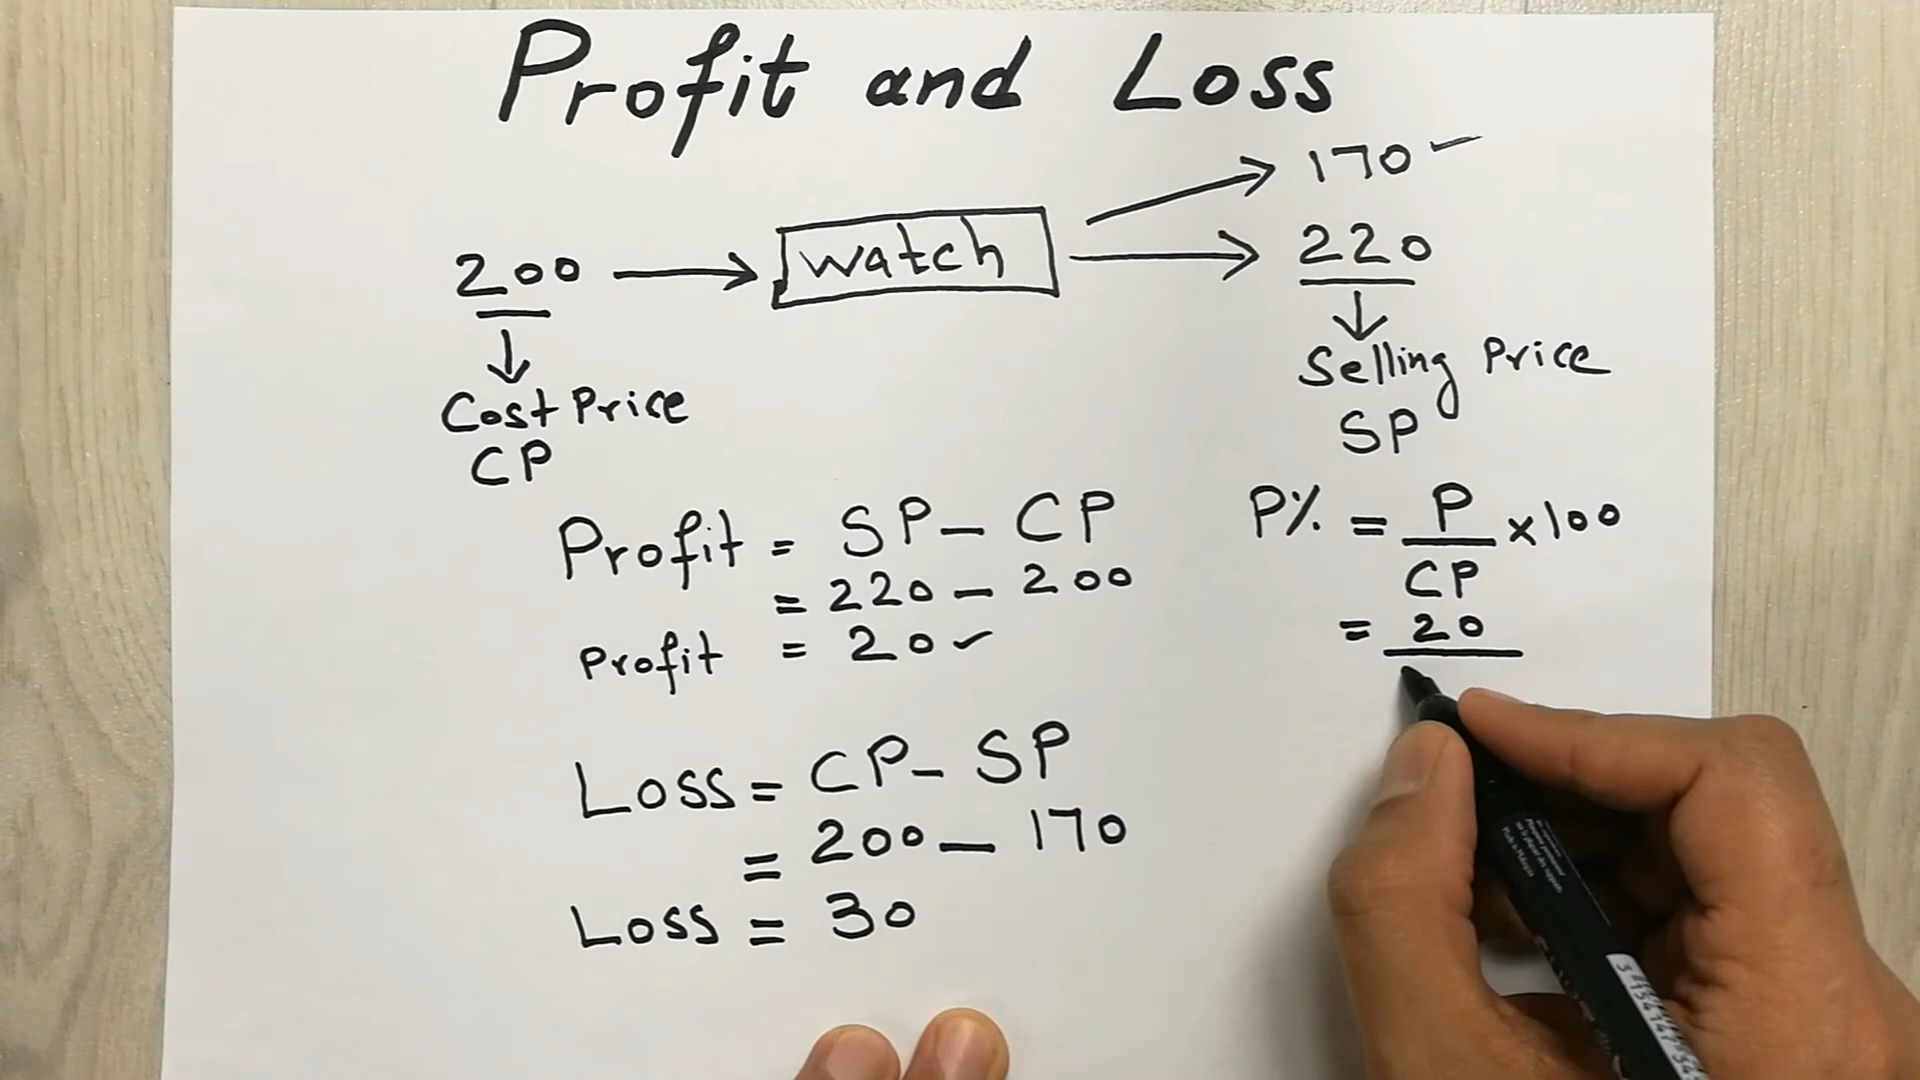 Profit and Loss
170
200 → watch → 220
Cost Price
CP
Selling Price
SP
Profit = SP - CP
= 220 - 200
Profit = 20 ✓
P% = P/CP × 100
= 20
Loss = CP - SP
= 200 - 170
Loss = 30